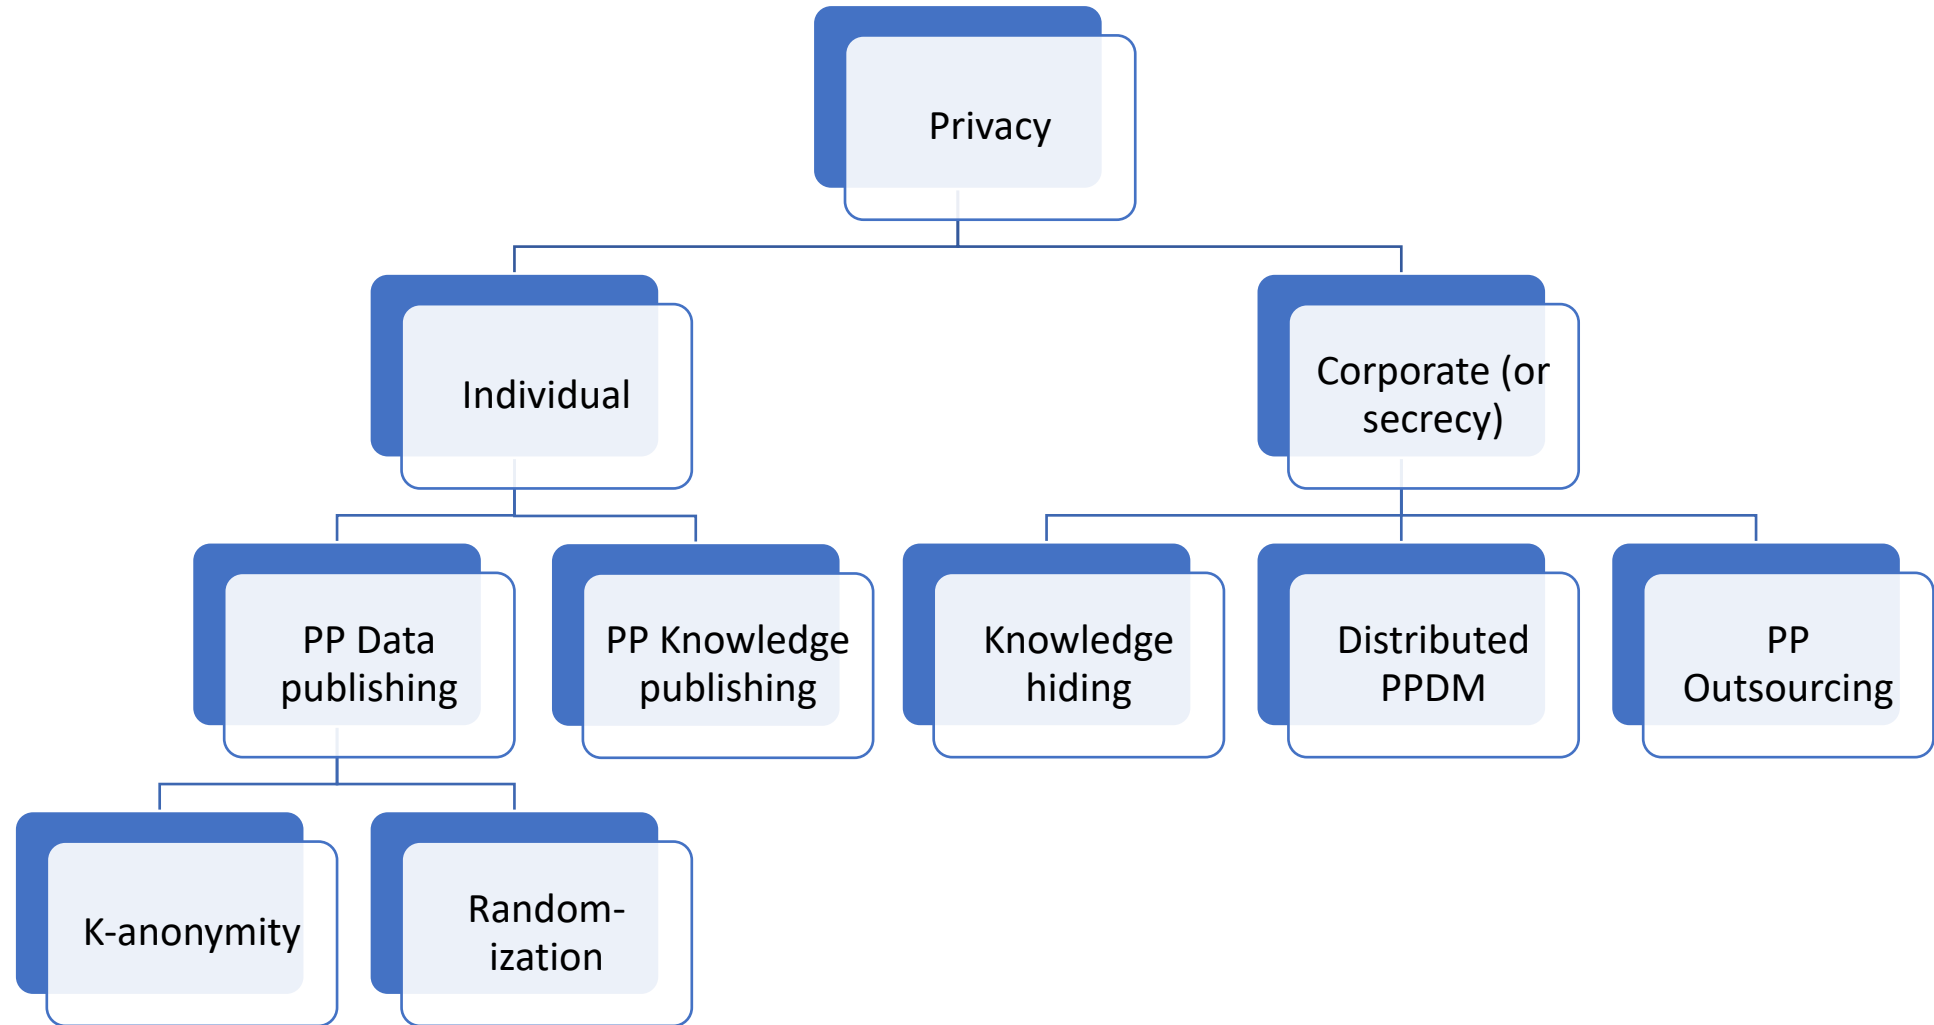 Privacy
Individual
Corporate (or
secrecy)
PP Data
publishing
PP Knowledge
publishing
Knowledge
hiding
Distributed
PPDM
PP
Outsourcing
K-anonymity
Random-
ization